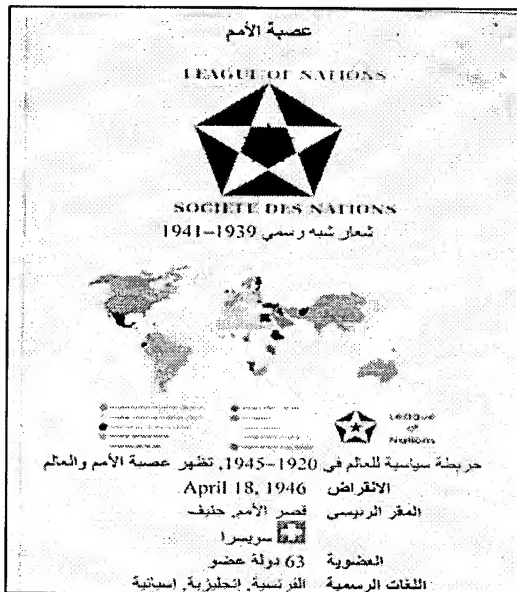 عصبة الأمم
LEAGUE OF NATIONS
SOCIETE DES NATIONS
شعار شبه رسمي 1939–1941
League
of
Nations
خريطة سياسية للعالم في 1920–1945, تظهر عصبة الأمم والعالم
الانقراض April 18, 1946
المقر الرئيسي قصر الأمم, جنيف
سويسرا
العضوية 63 دولة عضو
اللغات الرسمية الفرنسية, إنجليزية, إسبانية